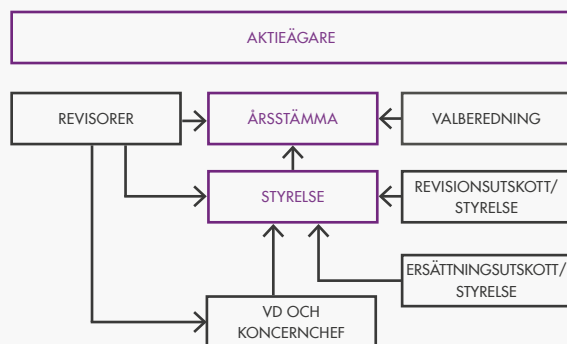 AKTIEÄGARE
REVISORER
ÅRSSTÄMMA
VALBEREDNING
STYRELSE
REVISIONSUTSKOTT/
STYRELSE
ERSÄTTNINGSUTSKOTT/
STYRELSE
VD OCH
KONCERNCHEF